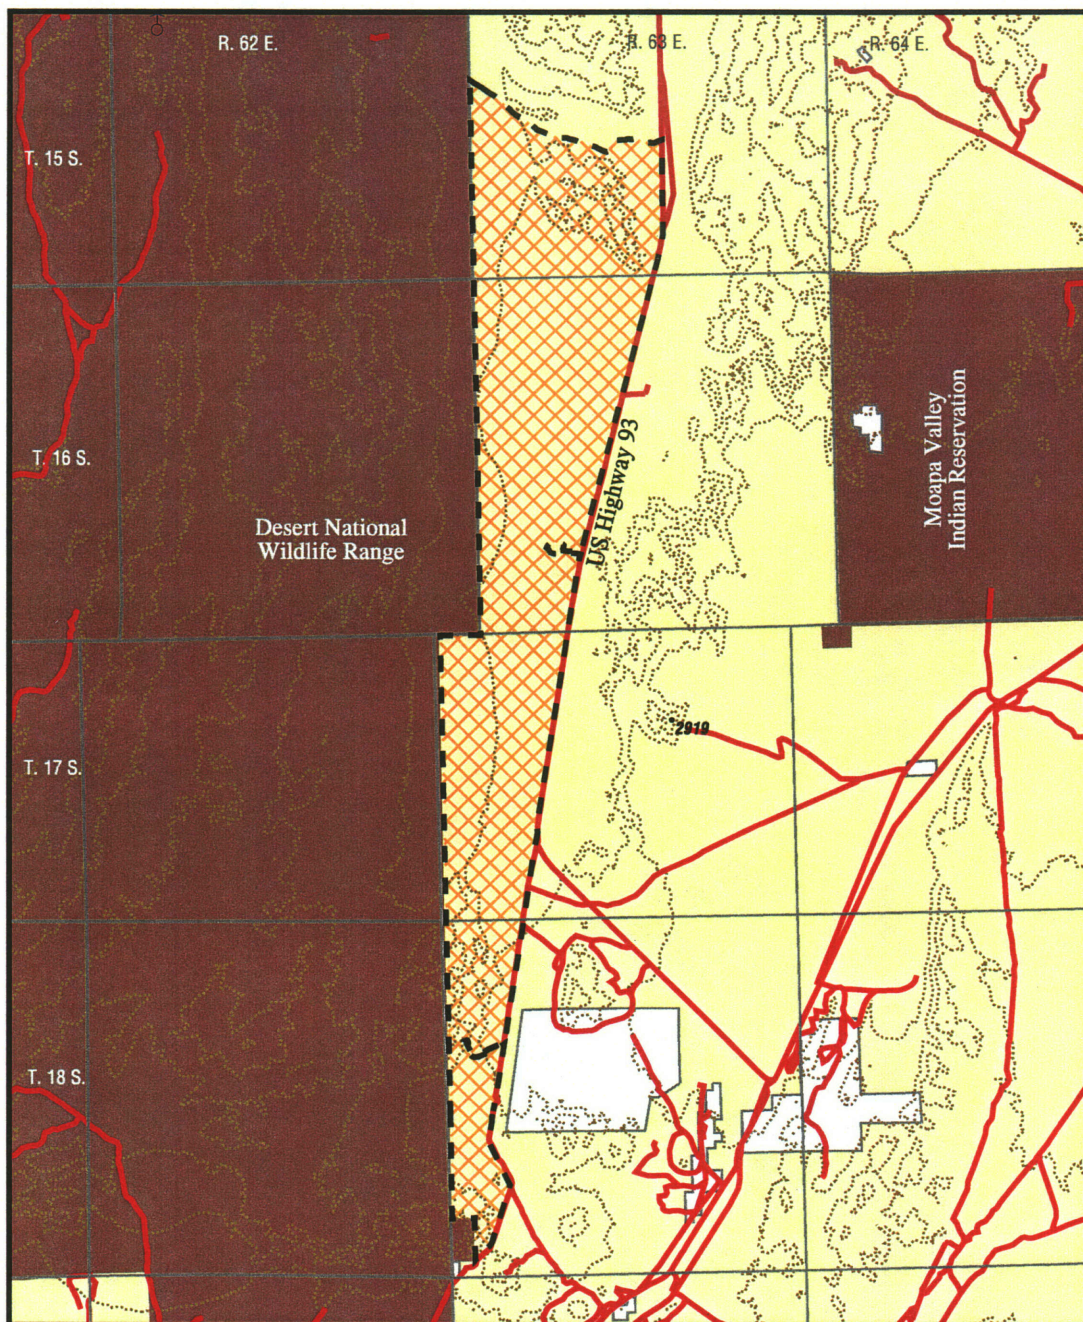 R. 62 E.
R. 63 E.
R. 64 E.
T. 15 S.
T. 16 S.
US Highway 93
Moapa Valley
Indian Reservation
Desert National
Wildlife Range
2919
T. 17 S.
T. 18 S.